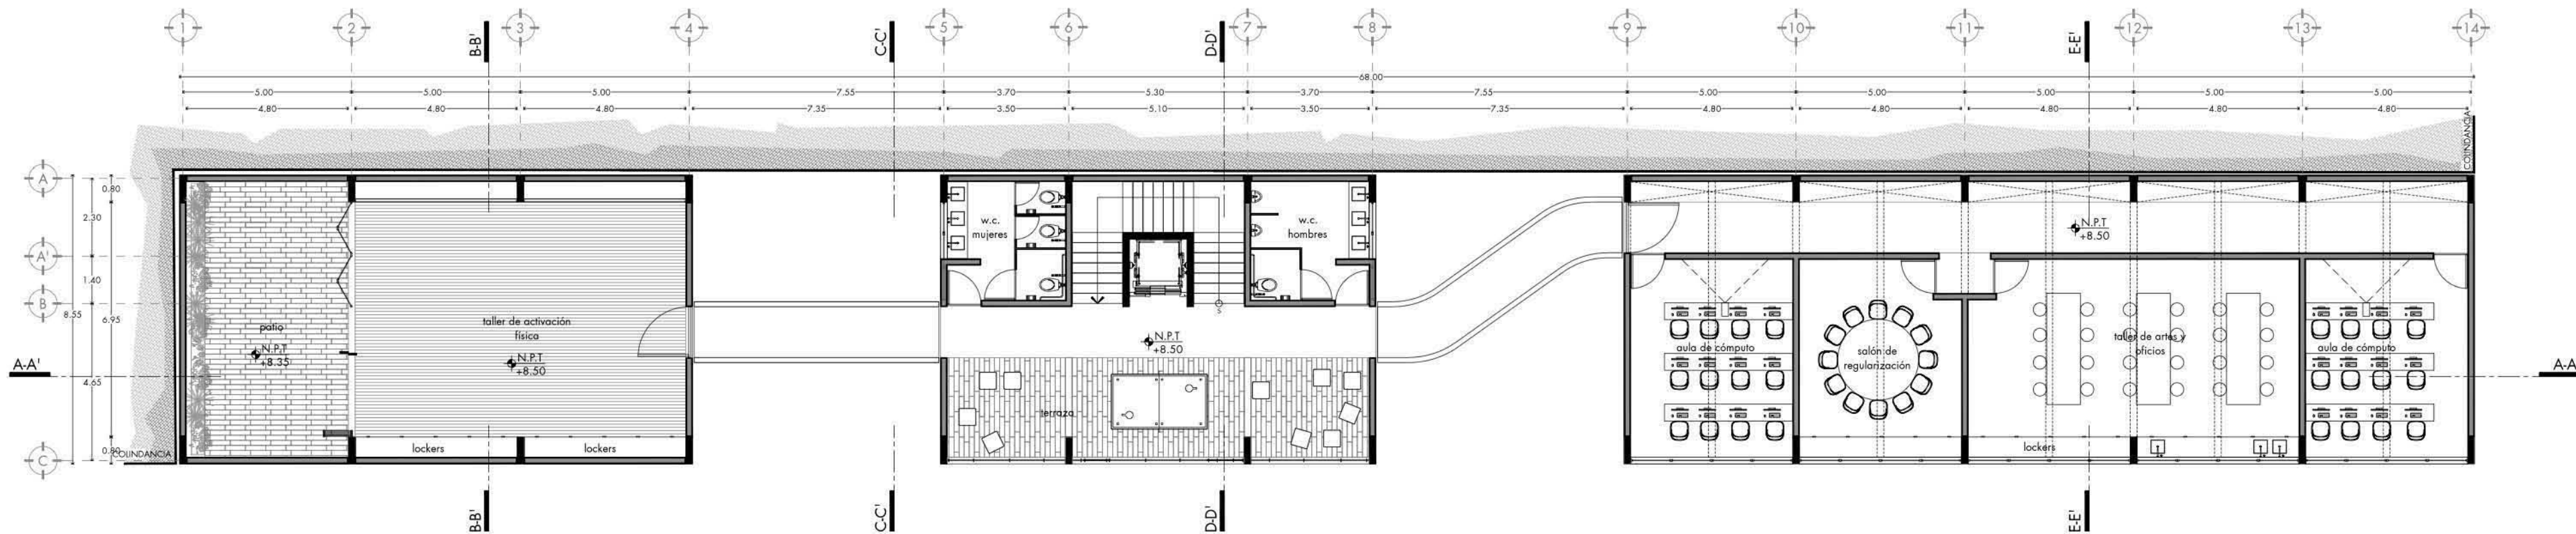 1 2 3 4 5 6 7 8 9 10 11 12 13 14
B-B' C-C' D-D' E-E'
68.00
5.00 5.00 5.00 7.55 3.70 5.30 3.70 7.55 5.00 5.00 5.00 5.00 5.00
4.80 4.80 4.80 7.35 3.50 5.10 3.50 7.35 4.80 4.80 4.80 4.80 4.80
COLINDANCIA
A
A'
B
C
0.80
2.30
1.40
4.65
8.55
6.95
0.80
COLINDANCIA
A-A'
A-A'
patio
N.P.T
+8.35
taller de activación
física
N.P.T
+8.50
lockers
lockers
w.c.
mujeres
w.c.
hombres
s
N.P.T
+8.50
terraza
N.P.T
+8.50
aula de cómputo
salón de
regularización
taller de artes y
oficios
aula de cómputo
lockers
B-B' C-C' D-D' E-E'